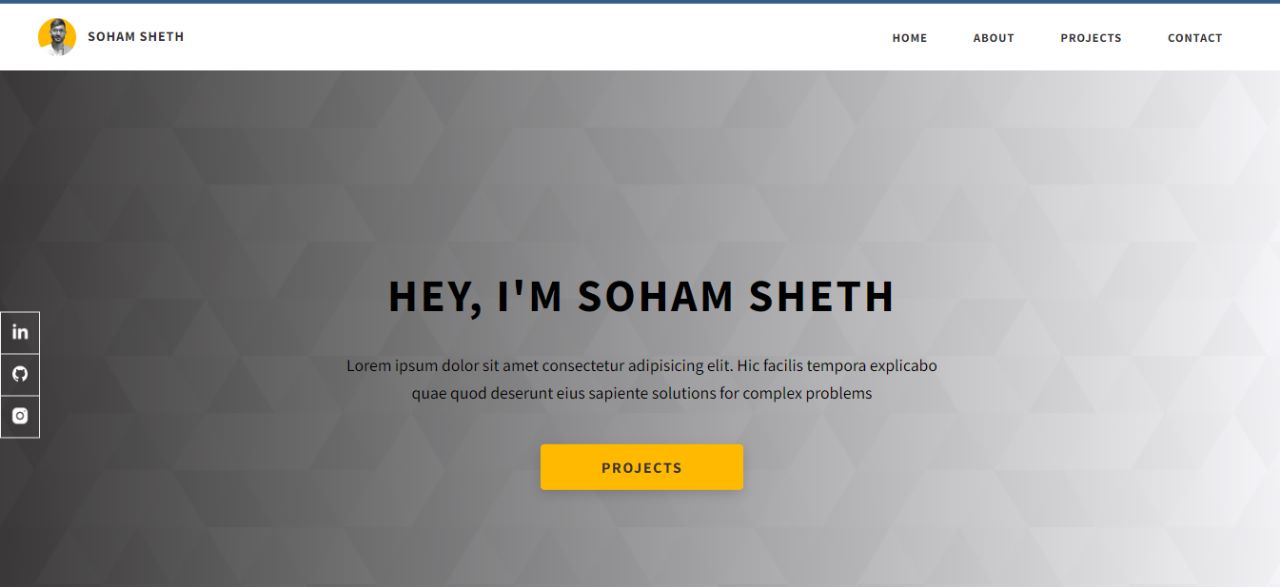 SOHAM SHETH
HOME ABOUT PROJECTS CONTACT
HEY, I'M SOHAM SHETH
Lorem ipsum dolor sit amet consectetur adipisicing elit. Hic facilis tempora explicabo
quae quod deserunt eius sapiente solutions for complex problems
PROJECTS
in